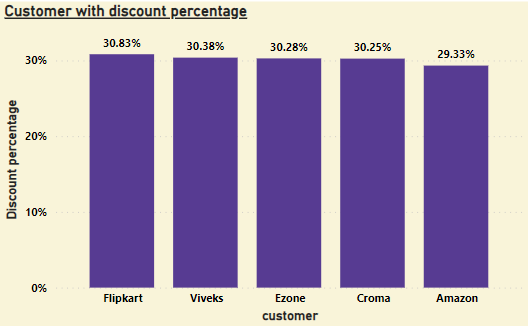 Customer with discount percentage
30.83%
30.38%
30.28%
30.25%
29.33%
30%
20%
10%
0%
Discount percentage
Flipkart
Viveks
Ezone
Croma
Amazon
customer